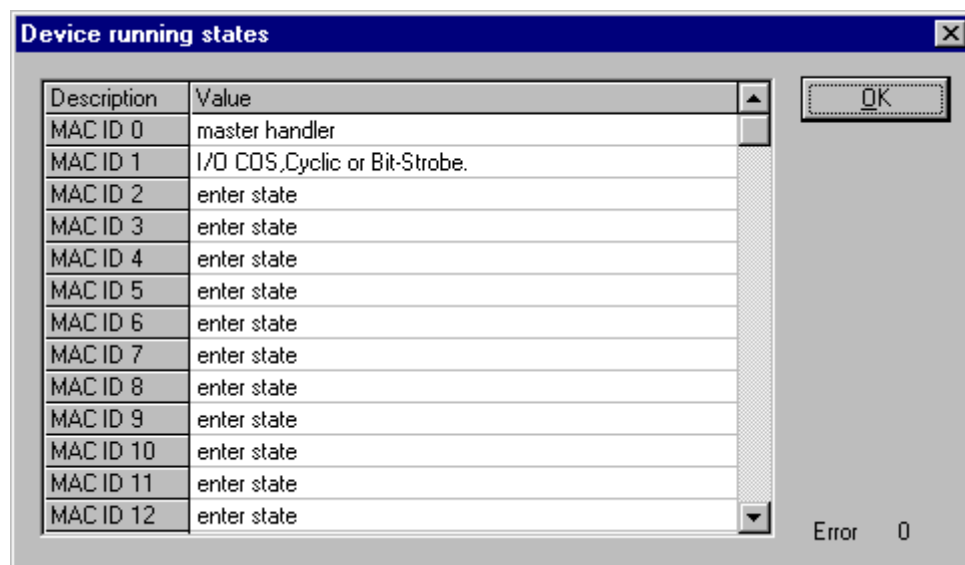 Device running states
Description Value
MAC ID 0 master handler
MAC ID 1 I/O COS,Cyclic or Bit-Strobe.
MAC ID 2 enter state
MAC ID 3 enter state
MAC ID 4 enter state
MAC ID 5 enter state
MAC ID 6 enter state
MAC ID 7 enter state
MAC ID 8 enter state
MAC ID 9 enter state
MAC ID 10 enter state
MAC ID 11 enter state
MAC ID 12 enter state
OK
Error 0